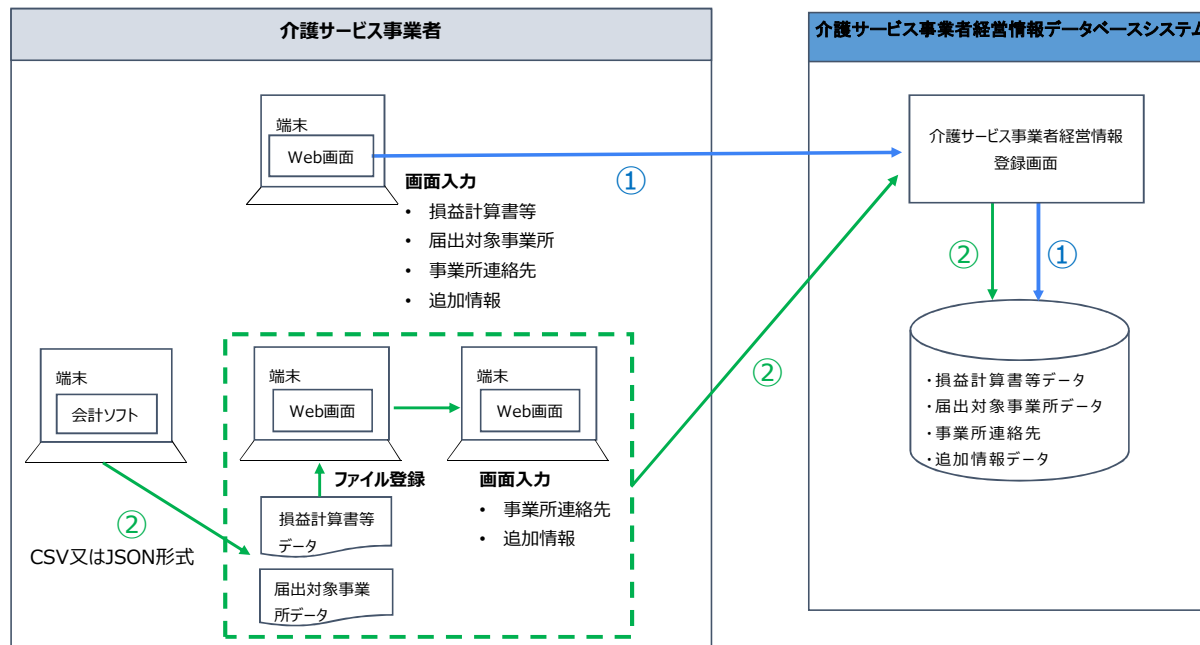 介護サービス事業者
端末
Web画面
画面入力
• 損益計算書等
• 届出対象事業所
• 事業所連絡先
• 追加情報
①
端末
会計ソフト
②
CSV又はJSON形式
端末
Web画面
ファイル登録
損益計算書等
データ
届出対象事業
所データ
端末
Web画面
画面入力
• 事業所連絡先
• 追加情報
②
介護サービス事業者経営情報データベースシステム
介護サービス事業者経営情報
登録画面
②
①
・損益計算書等データ
・届出対象事業所データ
・事業所連絡先
・追加情報データ